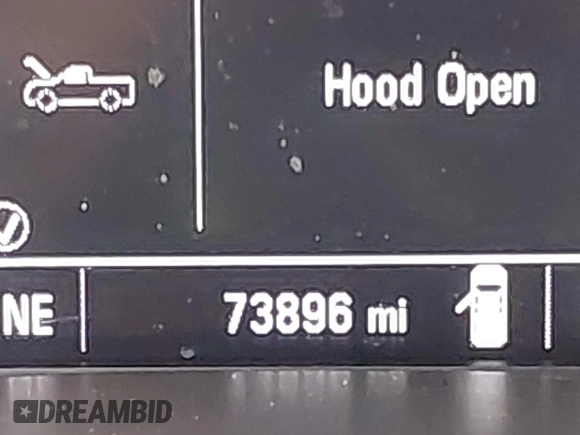 Hood Open
NE
73896 mi
DREAMBID